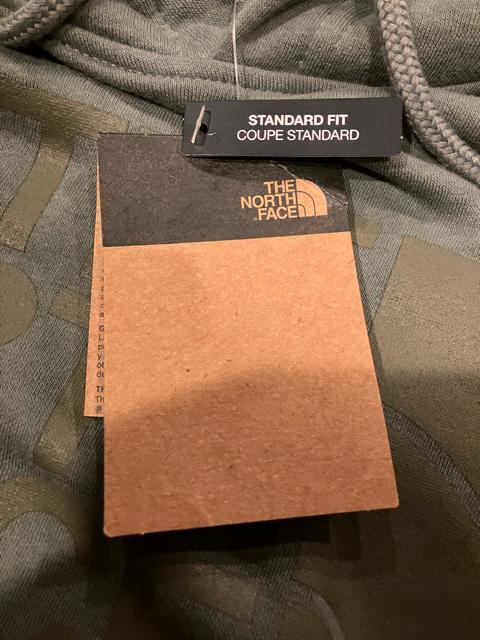 STANDARD FIT
COUPE STANDARD
THE
NORTH
FACE